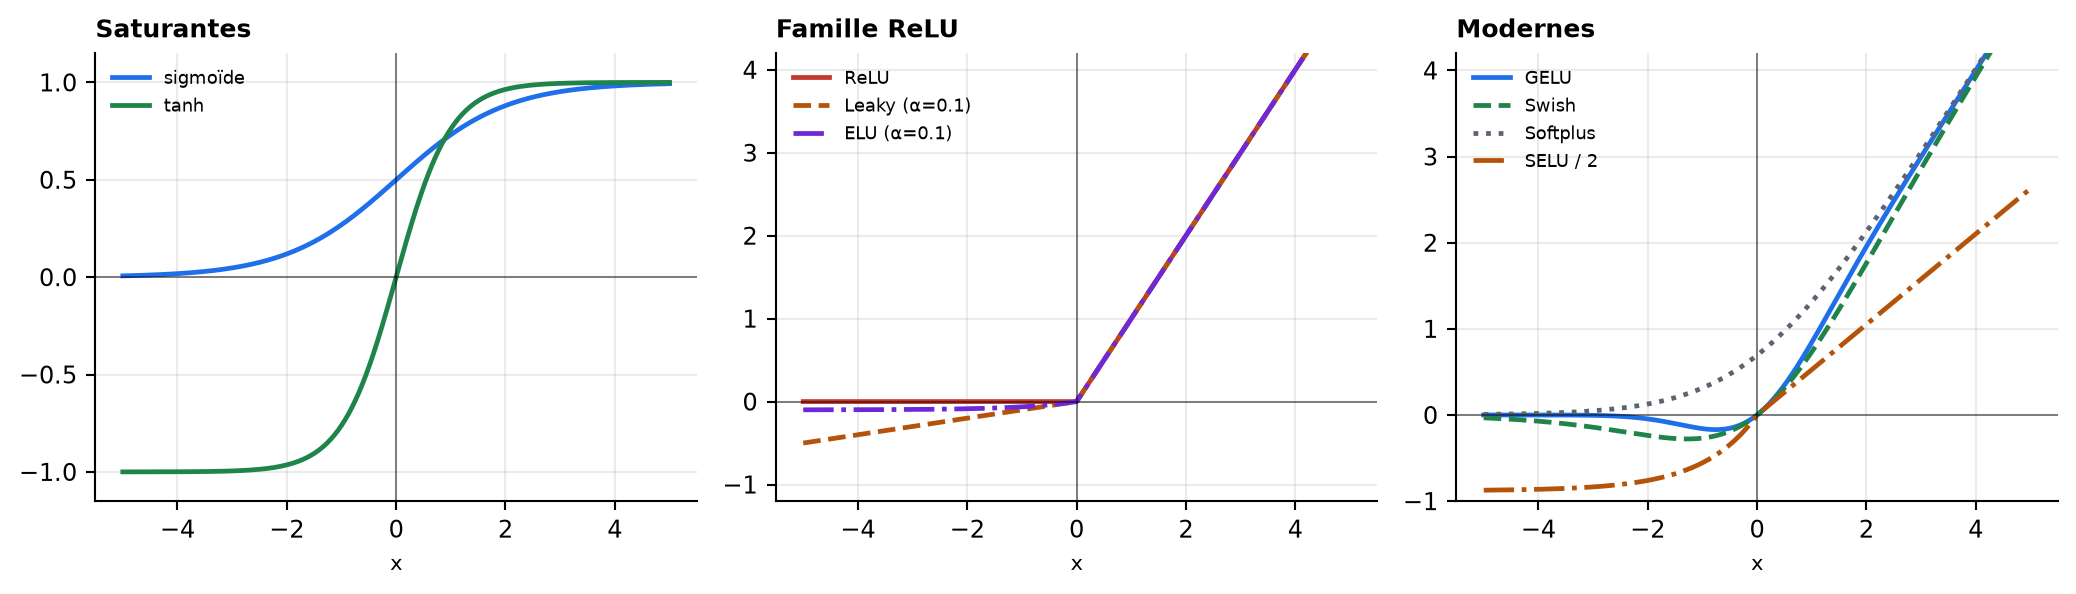 Saturantes
sigmoïde
tanh
1.0
0.5
0.0
−0.5
−1.0
−4 −2 0 2 4
x
Famille ReLU
ReLU
Leaky (α=0.1)
ELU (α=0.1)
4
3
2
1
0
−1
−4 −2 0 2 4
x
Modernes
GELU
Swish
Softplus
SELU / 2
4
3
2
1
0
−1
−4 −2 0 2 4
x